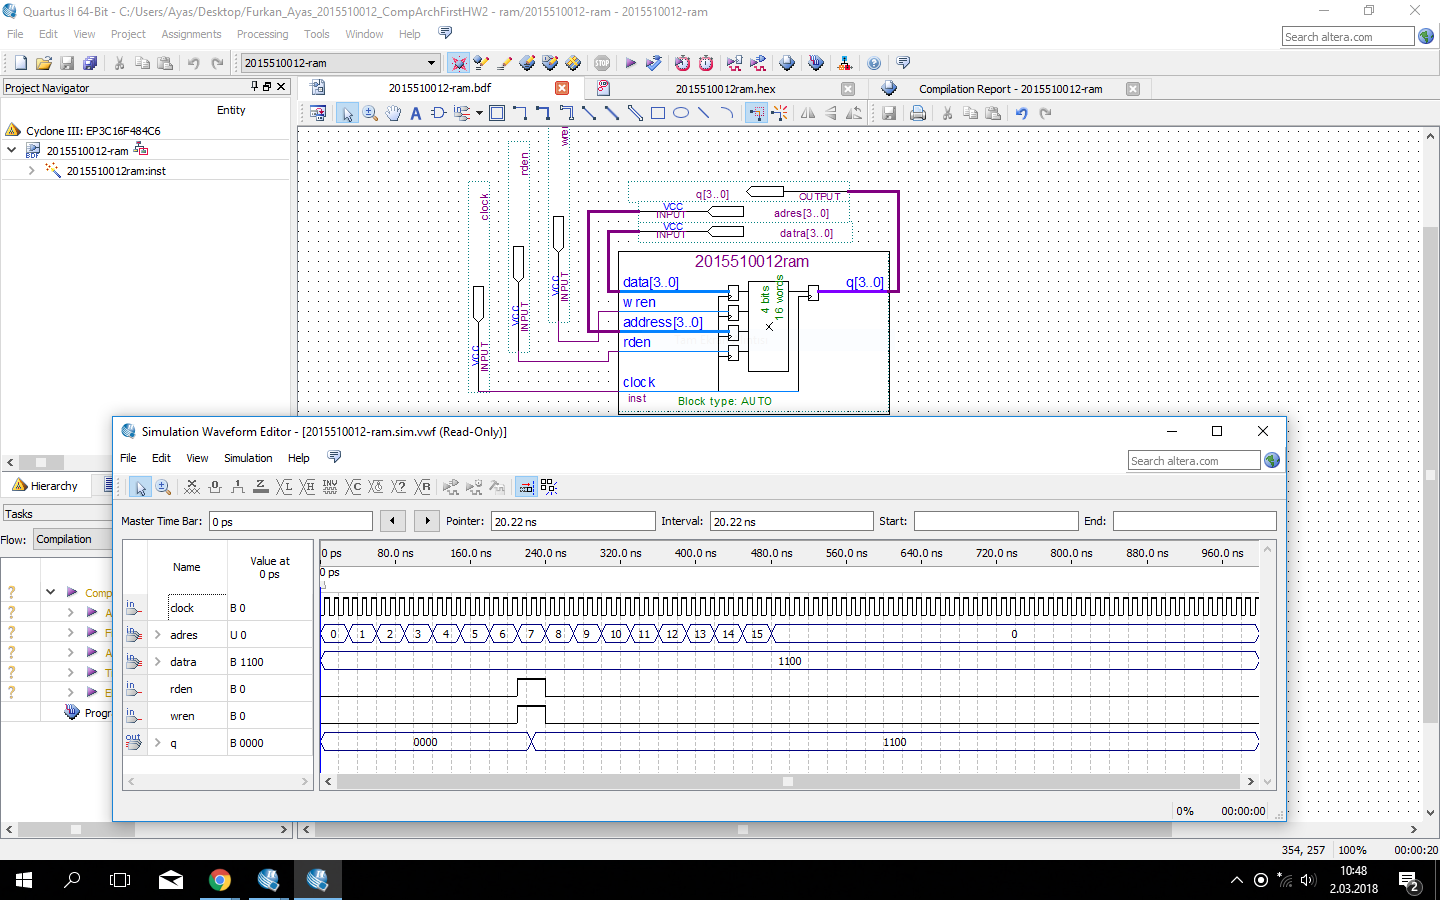 Quartus II 64-Bit - C:/Users/Ayas/Desktop/Furkan_Ayas_2015510012_CompArchFirstHW2 - ram/2015510012-ram - 2015510012-ram
File Edit View Project Assignments Processing Tools Window Help
Search altera.com
2015510012-ram
STOP
Project Navigator
2015510012-ram.bdf
2015510012ram.hex
Compilation Report - 2015510012-ram
Entity
Cyclone III: EP3C16F484C6
BDF
2015510012-ram
2015510012ram:inst
clock
rden
wren
q[3..0]
OUTPUT
VCC
INPUT
adres[3..0]
VCC
INPUT
datra[3..0]
VCC
INPUT
VCC
INPUT
VCC
INPUT
2015510012ram
data[3..0]
q[3..0]
wren
address[3..0]
rden
4 bits
16 words
clock
inst
Block type: AUTO
Hierarchy
Tasks
Flow: Compilation
Comp
A
F
A
T
E
Progr
Simulation Waveform Editor - [2015510012-ram.sim.vwf (Read-Only)]
File Edit View Simulation Help
Search altera.com
Master Time Bar: 0 ps Pointer: 20.22 ns Interval: 20.22 ns Start: End:
Name
Value at
0 ps
0 ps 80.0 ns 160.0 ns 240.0 ns 320.0 ns 400.0 ns 480.0 ns 560.0 ns 640.0 ns 720.0 ns 800.0 ns 880.0 ns 960.0 ns
0 ps
in clock B 0
in adres U 0 0 1 2 3 4 5 6 7 8 9 10 11 12 13 14 15 0
in datra B 1100 1100
in rden B 0
in wren B 0
out q B 0000 0000 1100
0% 00:00:00
354, 257 100% 00:00:20
10:48
2.03.2018
2